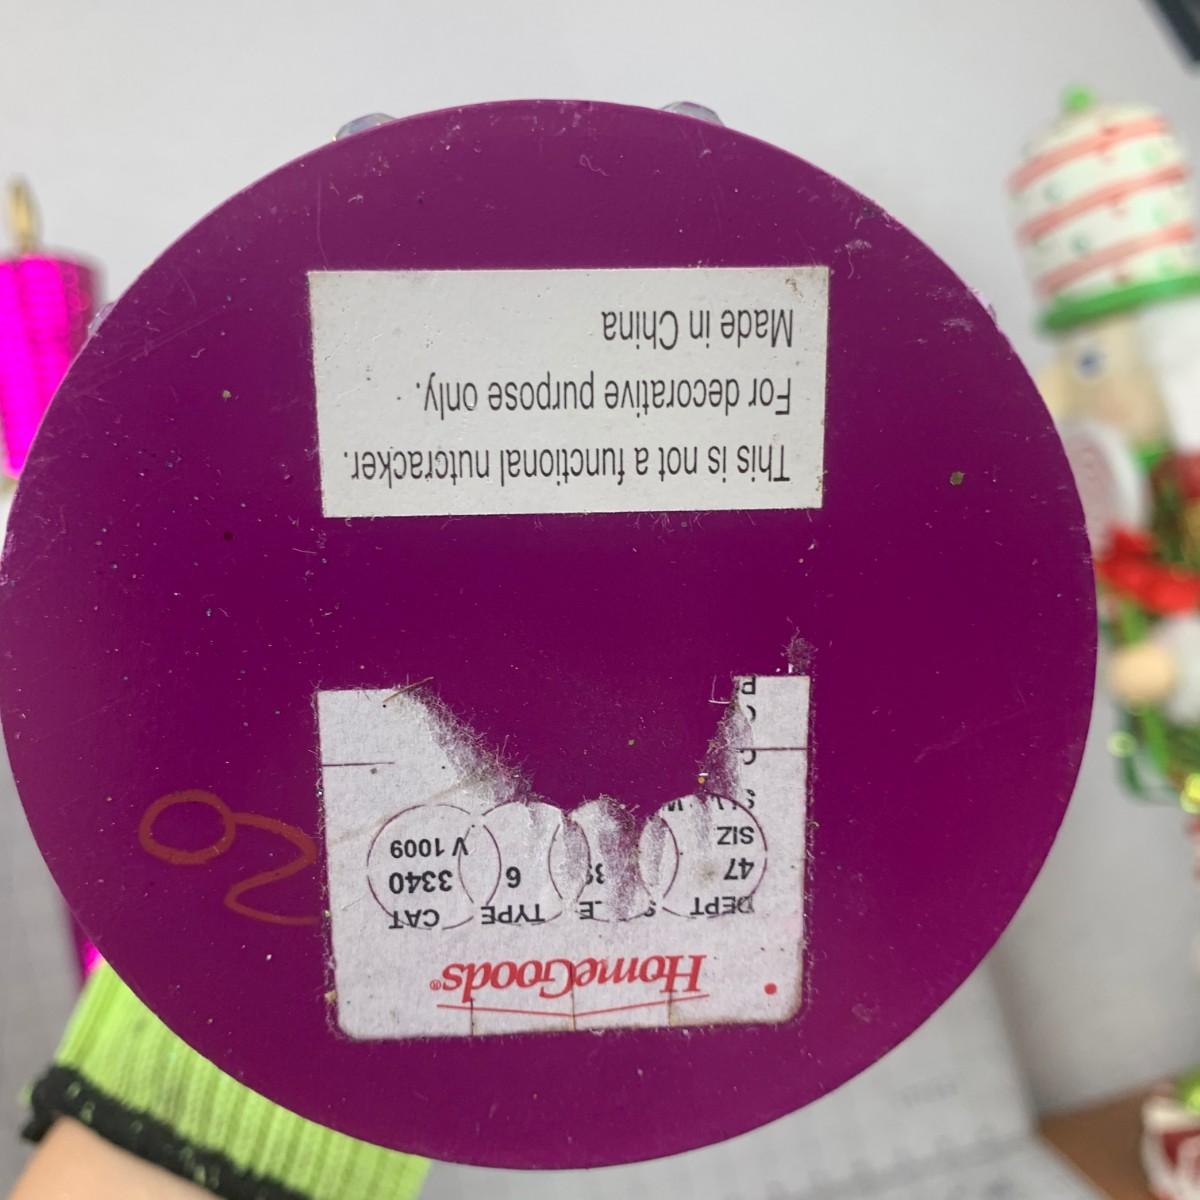 This is not a functional nutcracker.
For decorative purpose only.
Made in China
HomeGoods®
DEPT TYPE CAT
47 6 3340
SIZ V 1009